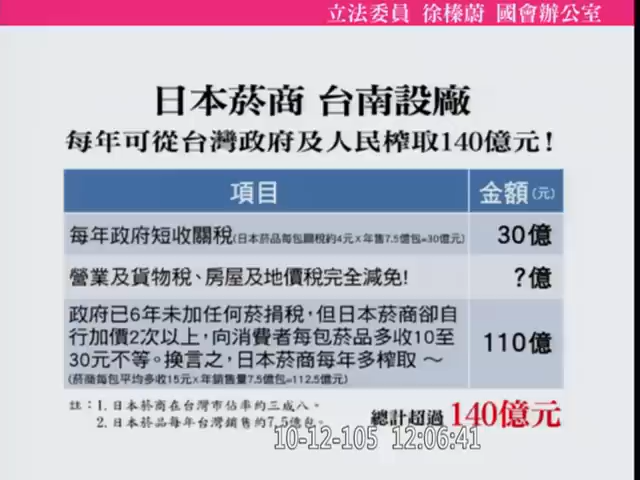 立法委員 徐榛蔚 國會辦公室
日本菸商 台南設廠
每年可從台灣政府及人民榨取140億元!
項目 金額(元)
每年政府短收關稅(日本菸品每包關稅約4元X年售7.5億包=30億元) 30億
營業及貨物稅、房屋及地價稅完全減免! ?億
政府已6年未加任何菸捐稅,但日本菸商卻自
行加價2次以上,向消費者每包菸品多收10至 110億
30元不等。換言之,日本菸商每年多榨取 ~
(菸商每包平均多收15元X年銷售量7.5億包=112.5億元)
註:1.日本菸商在台灣市佔率約三成八。
2.日本菸品每年台灣銷售約7.5億包。 總計超過 140億元
10-12-105 12:06:41